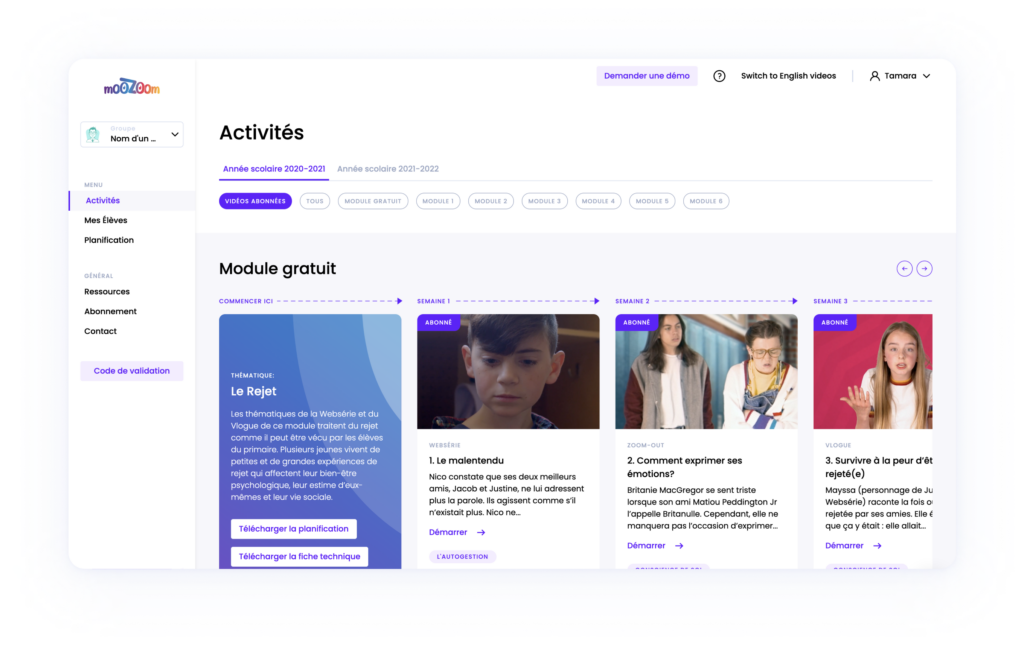 mooZoom
Groupe
Nom d'un ...
MENU
Activités
Mes Élèves
Planification
GÉNÉRAL
Ressources
Abonnement
Contact
Code de validation
Demander une démo
?
Switch to English videos
Tamara
Activités
Année scolaire 2020-2021
Année scolaire 2021-2022
VIDÉOS ABONNÉES
TOUS
MODULE GRATUIT
MODULE 1
MODULE 2
MODULE 3
MODULE 4
MODULE 5
MODULE 6
Module gratuit
COMMENCER ICI
THÉMATIQUE:
Le Rejet
Les thématiques de la Websérie et du
Vlogue de ce module traitent du rejet
comme il peut être vécu par les élèves
du primaire. Plusieurs jeunes vivent de
petites et de grandes expériences de
rejet qui affectent leur bien-être
psychologique, leur estime d'eux-
mêmes et leur vie sociale.
Télécharger la planification
Télécharger la fiche technique
SEMAINE 1
ABONNÉ
WEBSÉRIE
1. Le malentendu
Nico constate que ses deux meilleurs
amis, Jacob et Justine, ne lui adressent
plus la parole. Ils agissent comme s'il
n'existait plus. Nico ne...
Démarrer
L'AUTOGESTION
SEMAINE 2
ABONNÉ
ZOOM-OUT
2. Comment exprimer ses
émotions?
Britanie MacGregor se sent triste
lorsque son ami Matiou Peddington Jr
l'appelle Britanulle. Cependant, elle ne
manquera pas l'occasion d'exprimer...
Démarrer
SEMAINE 3
ABONNÉ
VLOGUE
3. Survivre à la peur d'êt
rejeté(e)
Mayssa (personnage de Ju
Websérie) raconte la fois o
rejetée par ses amies. Elle é
que ça y était : elle allait...
Démarrer